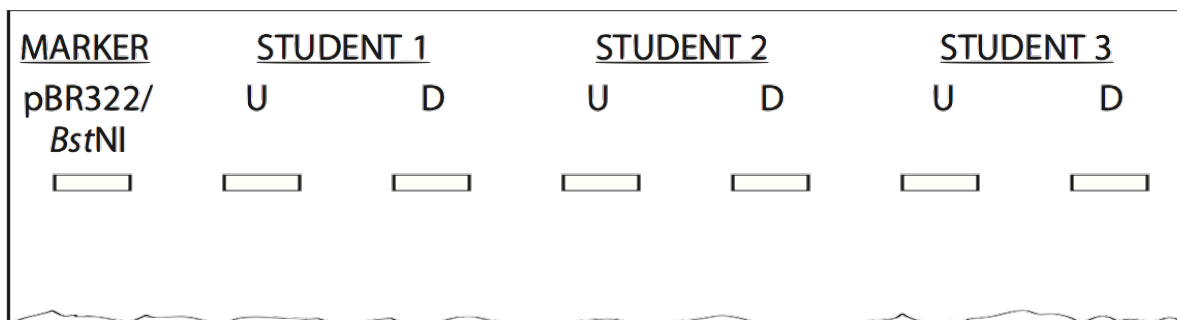 MARKER STUDENT 1 STUDENT 2 STUDENT 3
pBR322/ U D U D U D
BstNI